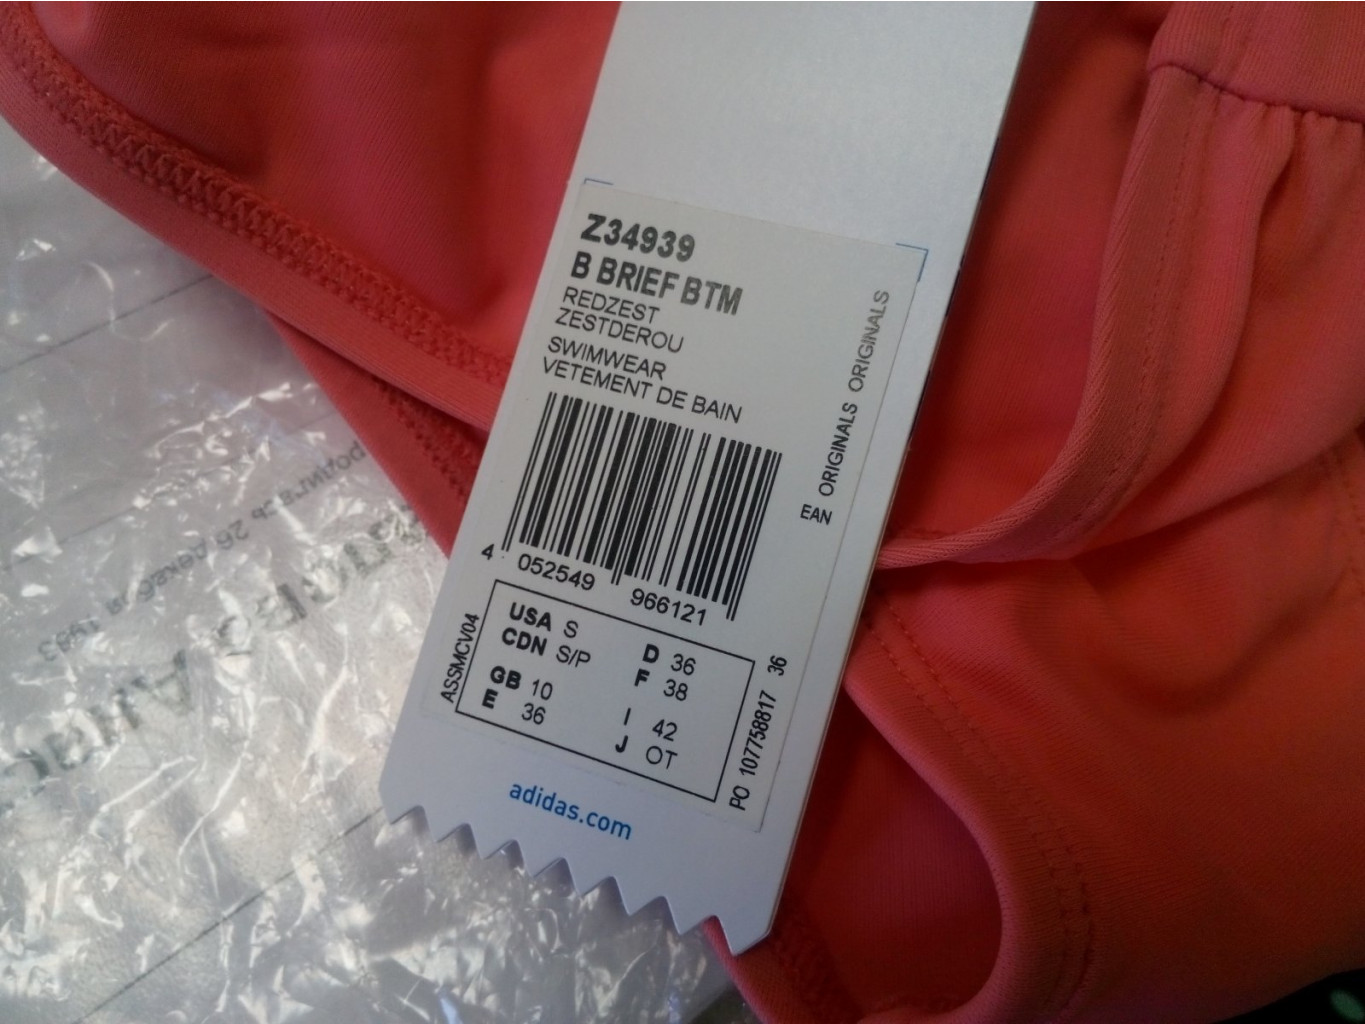 Z34939
B BRIEF BTM
REDZEST
ZESTDEROU
SWIMWEAR
VETEMENT DE BAIN
EAN ORIGINALS ORIGINALS
4 052549 966121
ASSMCV04
USA S
CDN S/P
GB 10
E 36
D 36
F 38
I 42
J OT
PO 107758817 36
adidas.com